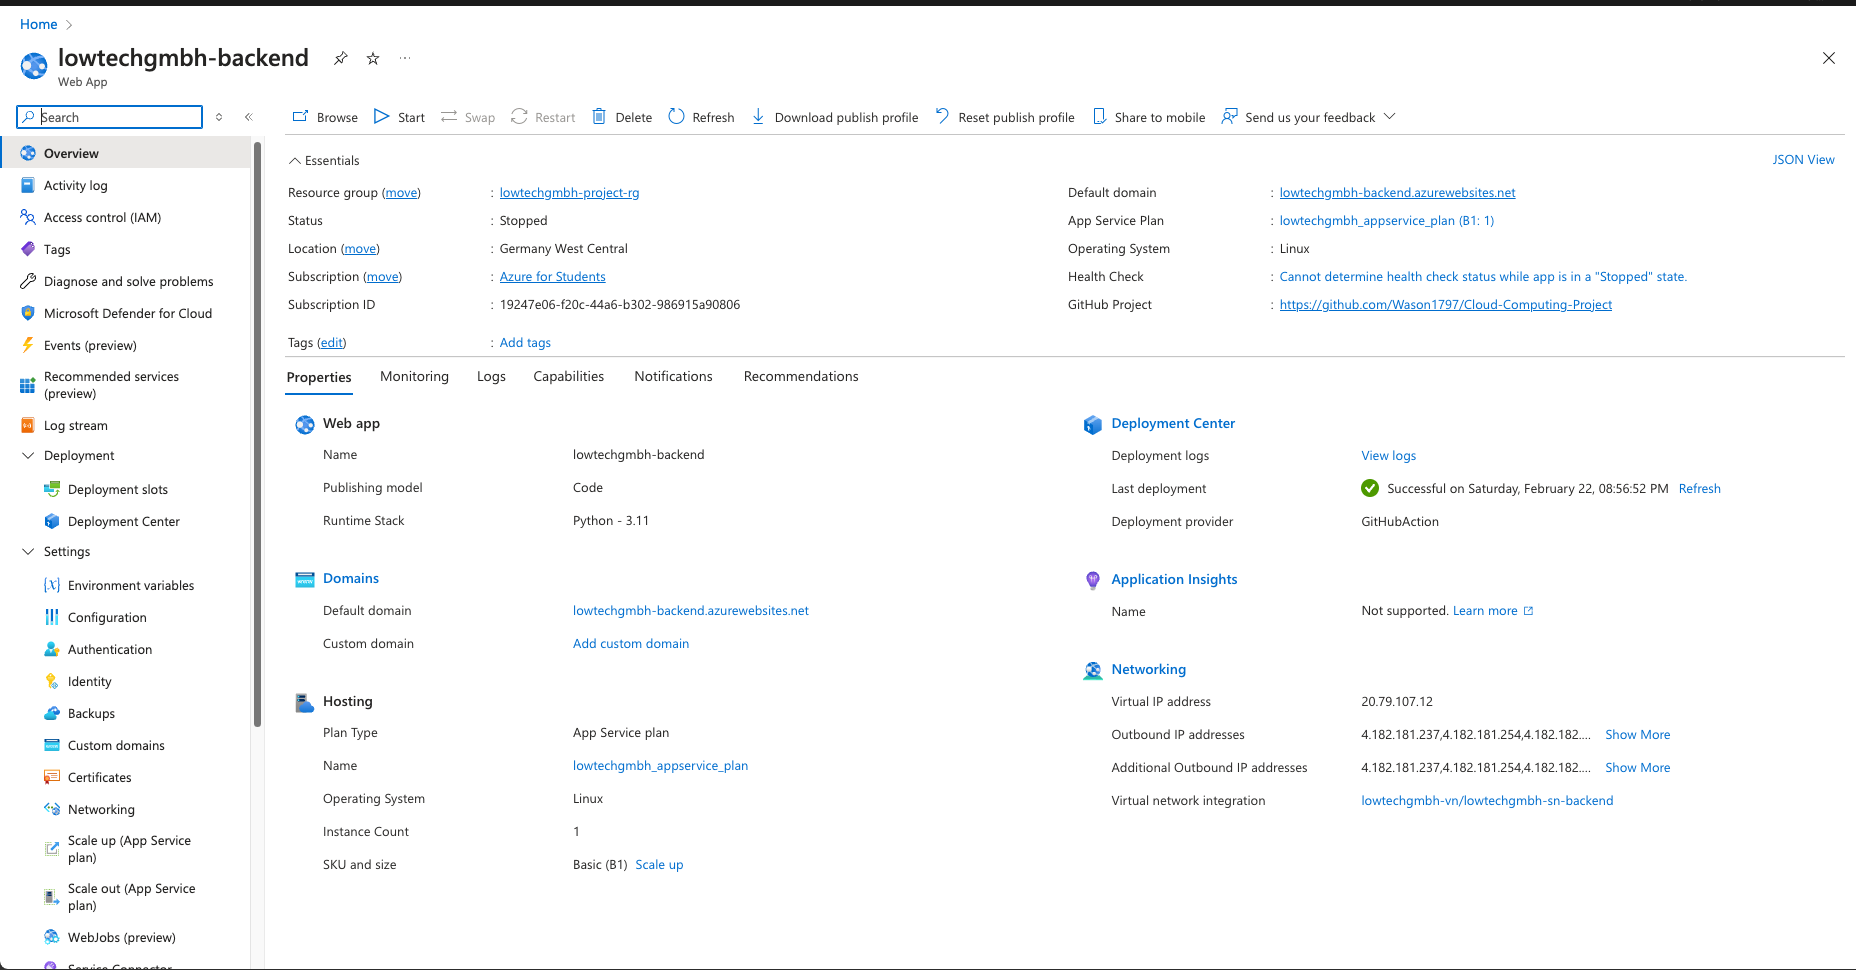 Home
lowtechgmbh-backend
Web App
Search
Browse Start Swap Restart Delete Refresh Download publish profile Reset publish profile Share to mobile Send us your feedback
Overview
Activity log
Access control (IAM)
Tags
Diagnose and solve problems
Microsoft Defender for Cloud
Events (preview)
Recommended services
(preview)
Log stream
Deployment
Deployment slots
Deployment Center
Settings
Environment variables
Configuration
Authentication
Identity
Backups
Custom domains
Certificates
Networking
Scale up (App Service
plan)
Scale out (App Service
plan)
WebJobs (preview)
Service Connector
Essentials
JSON View
Resource group (move) : lowtechgmbh-project-rg
Status : Stopped
Location (move) : Germany West Central
Subscription (move) : Azure for Students
Subscription ID : 19247e06-f20c-44a6-b302-986915a90806
Default domain : lowtechgmbh-backend.azurewebsites.net
App Service Plan : lowtechgmbh_appservice_plan (B1: 1)
Operating System : Linux
Health Check : Cannot determine health check status while app is in a "Stopped" state.
GitHub Project : https://github.com/Wason1797/Cloud-Computing-Project
Tags (edit) : Add tags
Properties Monitoring Logs Capabilities Notifications Recommendations
Web app
Name lowtechgmbh-backend
Publishing model Code
Runtime Stack Python - 3.11
Domains
Default domain lowtechgmbh-backend.azurewebsites.net
Custom domain Add custom domain
Hosting
Plan Type App Service plan
Name lowtechgmbh_appservice_plan
Operating System Linux
Instance Count 1
SKU and size Basic (B1) Scale up
Deployment Center
Deployment logs View logs
Last deployment Successful on Saturday, February 22, 08:56:52 PM Refresh
Deployment provider GitHubAction
Application Insights
Name Not supported. Learn more
Networking
Virtual IP address 20.79.107.12
Outbound IP addresses 4.182.181.237,4.182.181.254,4.182.182.... Show More
Additional Outbound IP addresses 4.182.181.237,4.182.181.254,4.182.182.... Show More
Virtual network integration lowtechgmbh-vn/lowtechgmbh-sn-backend